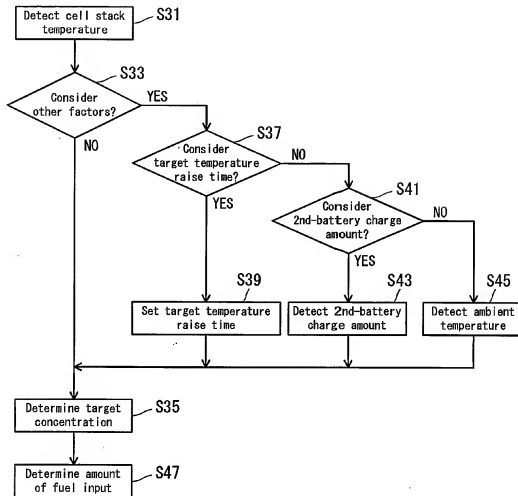 Detect cell stack
temperature
S31
Consider
other factors?
S33
YES
NO
Consider
target temperature
raise time?
S37
NO
YES
Consider
2nd-battery charge
amount?
S41
NO
YES
Set target temperature
raise time
S39
Detect 2nd-battery
charge amount
S43
Detect ambient
temperature
S45
Determine target
concentration
S35
Determine amount
of fuel input
S47